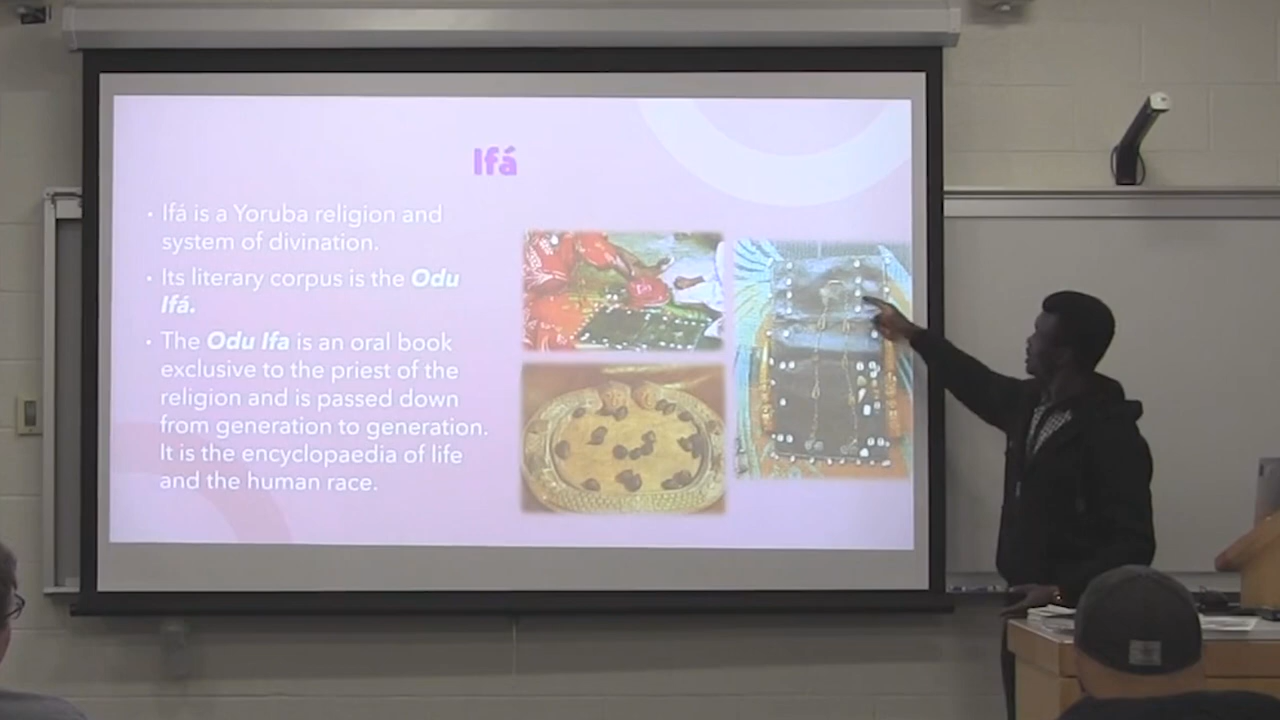 Ifá
• Ifá is a Yoruba religion and
system of divination.
• Its literary corpus is the Odu
Ifá.
• The Odu Ifa is an oral book
exclusive to the priest of the
religion and is passed down
from generation to generation.
It is the encyclopaedia of life
and the human race.